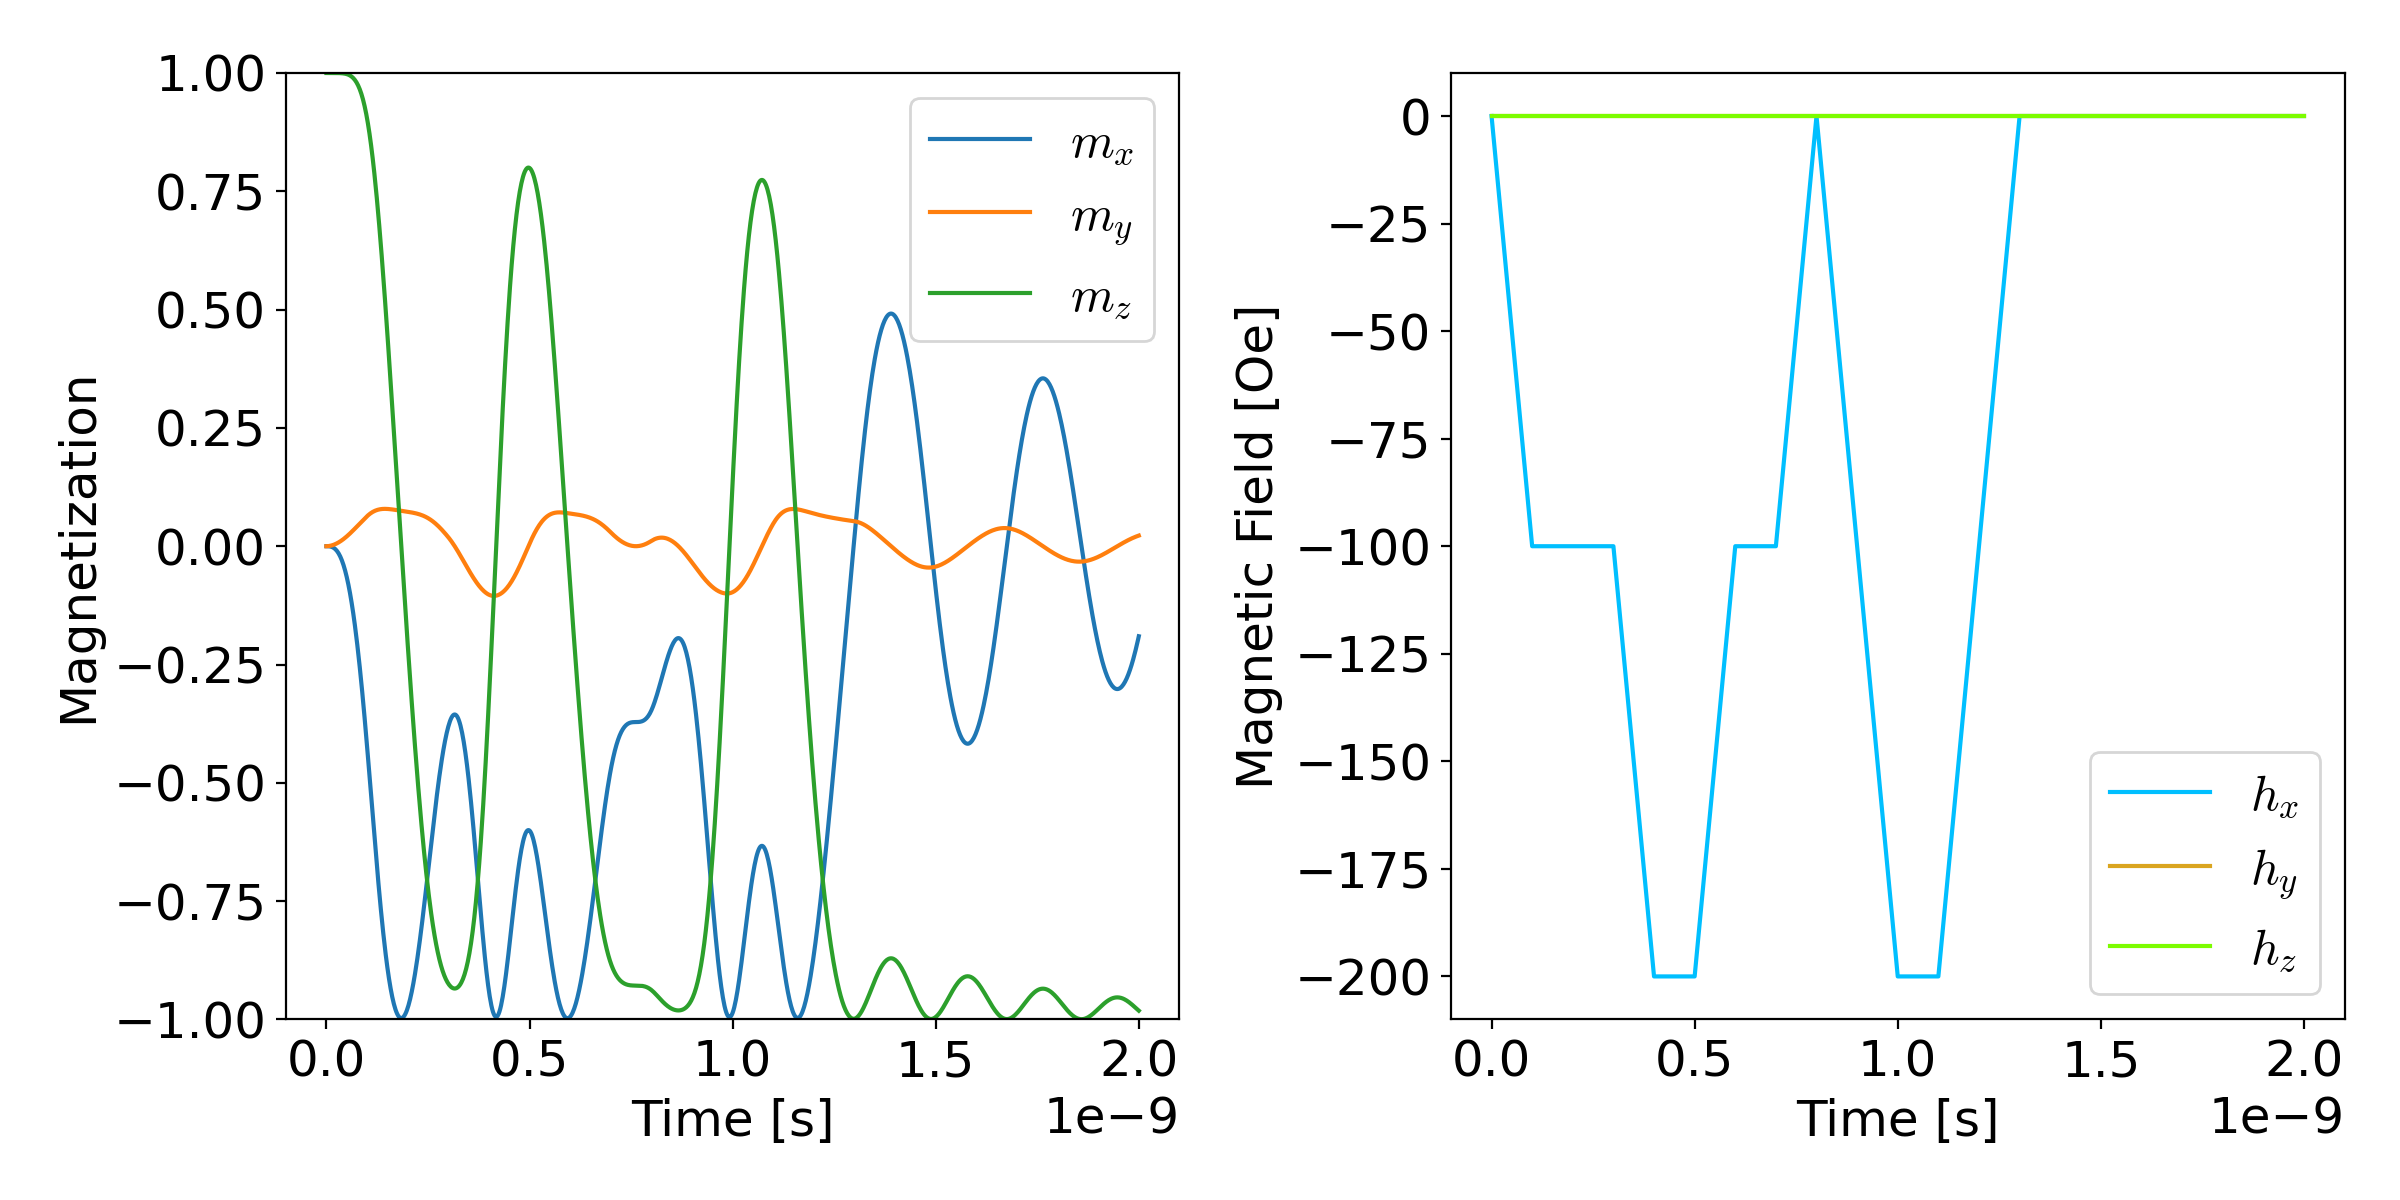 1.00
0.75
0.50
0.25
0.00
−0.25
−0.50
−0.75
−1.00
Magnetization
m_x
m_y
m_z
0.0 0.5 1.0 1.5 2.0
Time [s] 1e−9
0
−25
−50
−75
−100
−125
−150
−175
−200
Magnetic Field [Oe]
h_x
h_y
h_z
0.0 0.5 1.0 1.5 2.0
Time [s] 1e−9